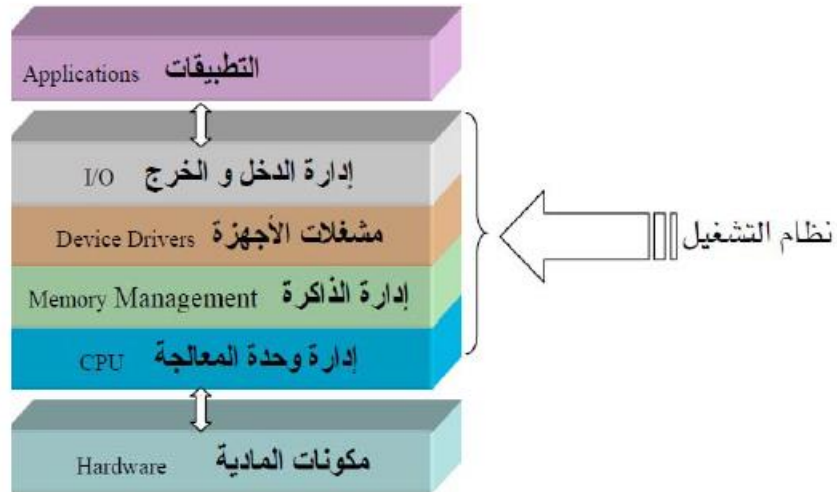 التطبيقات Applications
إدارة الدخل و الخرج I/O
مشغلات الأجهزة Device Drivers
إدارة الذاكرة Memory Management
إدارة وحدة المعالجة CPU
مكونات المادية Hardware
نظام التشغيل